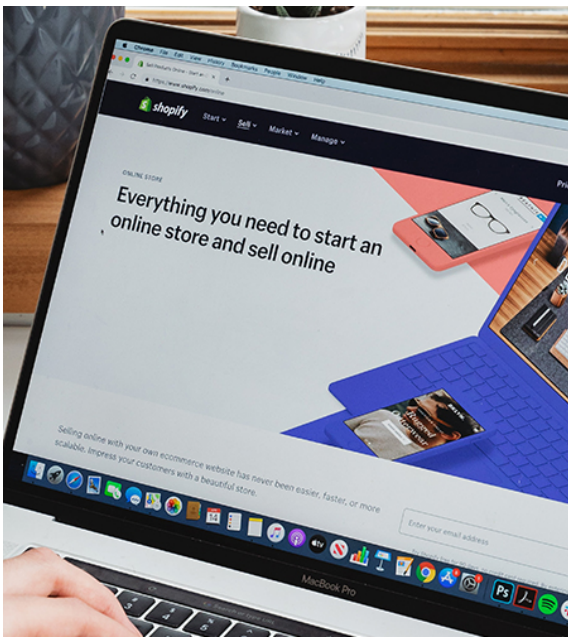 Chrome File Edit View History Bookmarks People Window Help
https://www.shopify.com/online
shopify
Start
Sell
Market
Manage
ONLINE STORE
Everything you need to start an
online store and sell online
Selling online with your own ecommerce website has never been easier, faster, or more
scalable. Impress your customers with a beautiful store.
Enter your email address
14
Ps
MacBook Pro